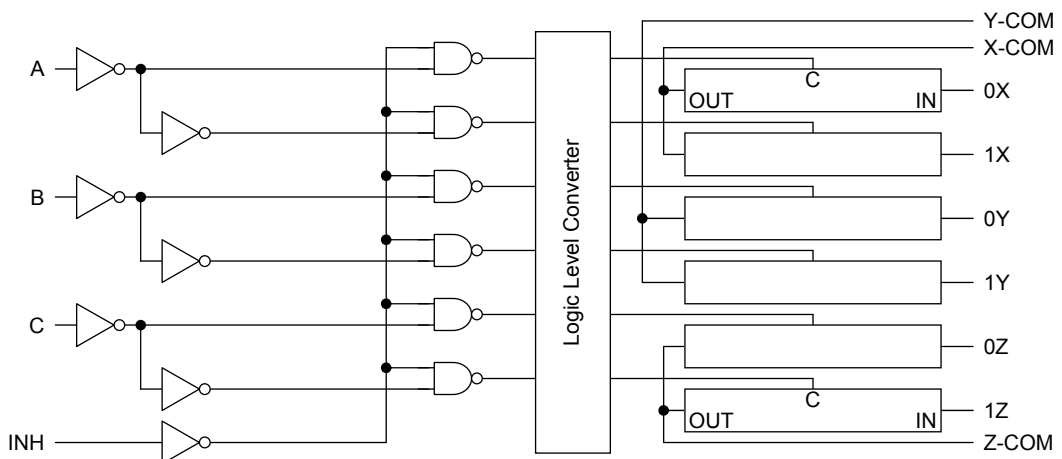 Y-COM
X-COM
A
C
OUT
IN
0X
1X
B
0Y
Logic Level Converter
1Y
C
0Z
C
OUT
IN
1Z
INH
Z-COM